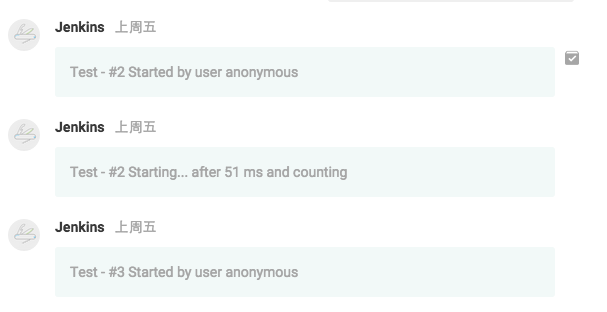 Jenkins 上周五
Test - #2 Started by user anonymous
Jenkins 上周五
Test - #2 Starting... after 51 ms and counting
Jenkins 上周五
Test - #3 Started by user anonymous